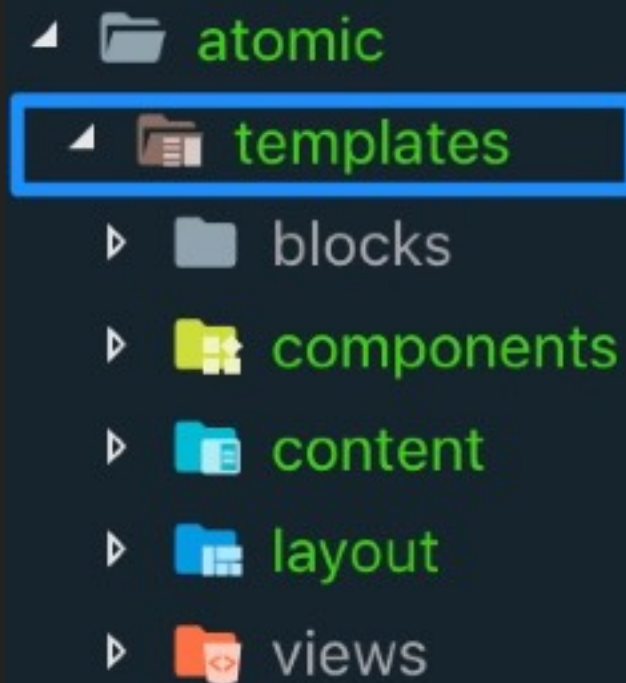 atomic
templates
blocks
components
content
layout
views